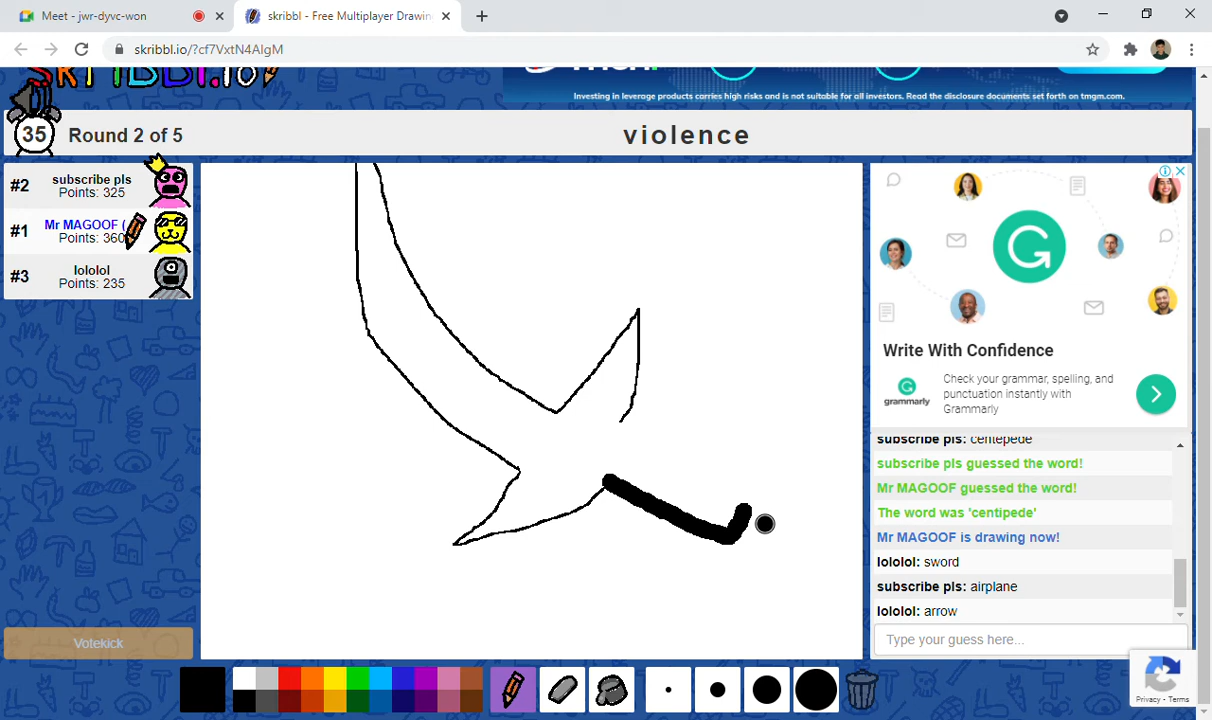 Meet - jwr-dyvc-won
skribbl - Free Multiplayer Drawin
skribbl.io/?cf7VxtN4AIgM
SKRIBBL.io
Investing in leverage products carries high risks and is not suitable for all investors. Read the disclosure documents set forth on tmgm.com.
35 Round 2 of 5
violence
#2 subscribe pls
Points: 325
#1 Mr MAGOOF (
Points: 360
#3 lololol
Points: 235
Votekick
Write With Confidence
grammarly
Check your grammar, spelling, and
punctuation instantly with
Grammarly
subscribe pls: centepede
subscribe pls guessed the word!
Mr MAGOOF guessed the word!
The word was 'centipede'
Mr MAGOOF is drawing now!
lololol: sword
subscribe pls: airplane
lololol: arrow
Type your guess here...
Privacy - Terms